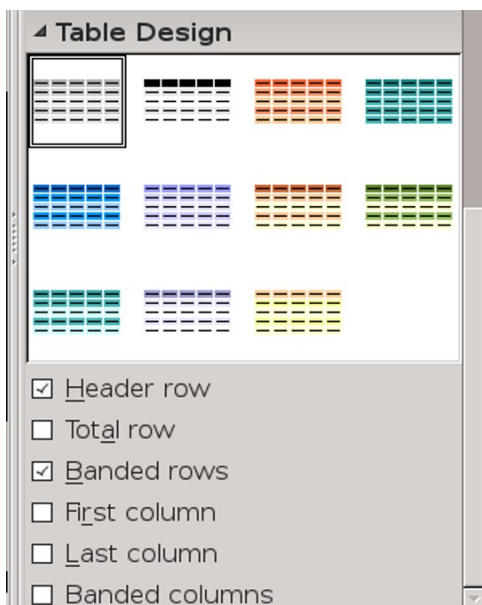 Table Design
Header row
Total row
Banded rows
First column
Last column
Banded columns